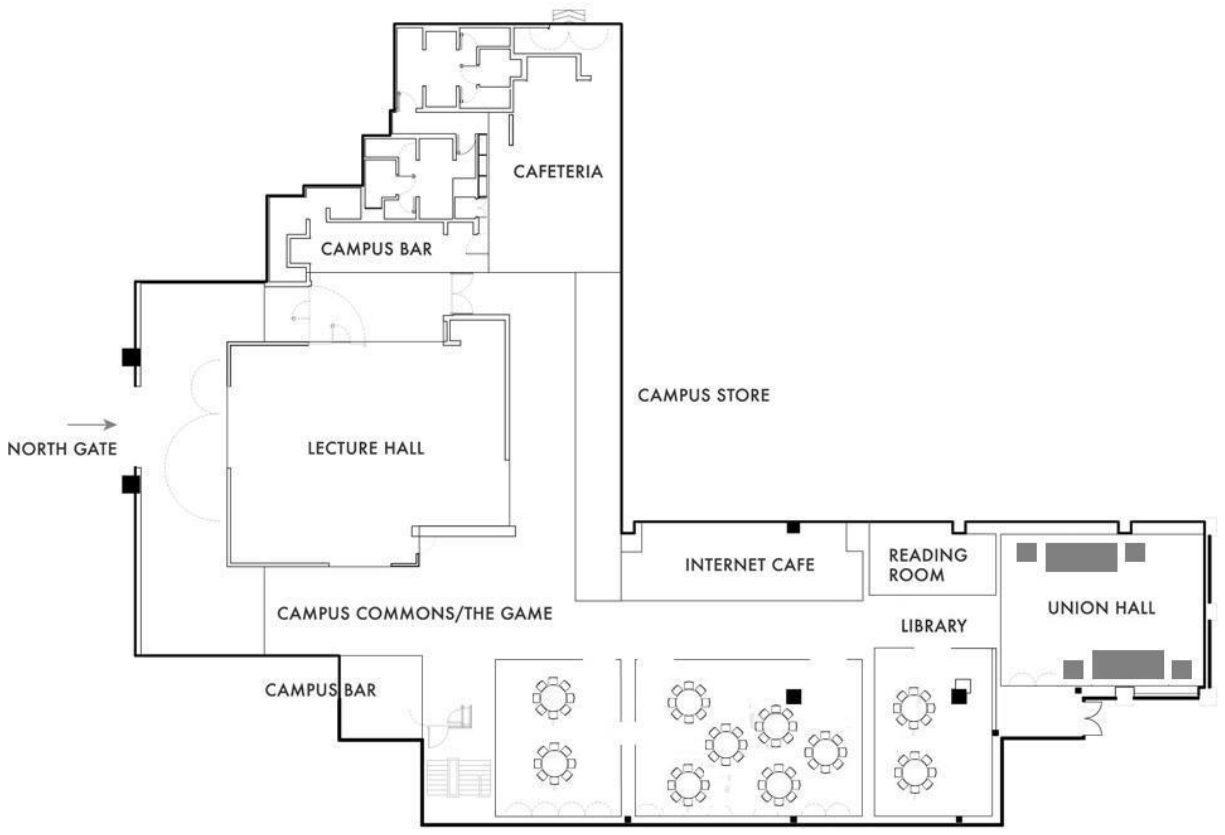 CAFETERIA
CAMPUS BAR
CAMPUS STORE
NORTH GATE
LECTURE HALL
INTERNET CAFE
READING
ROOM
UNION HALL
CAMPUS COMMONS/THE GAME
LIBRARY
CAMPUS BAR